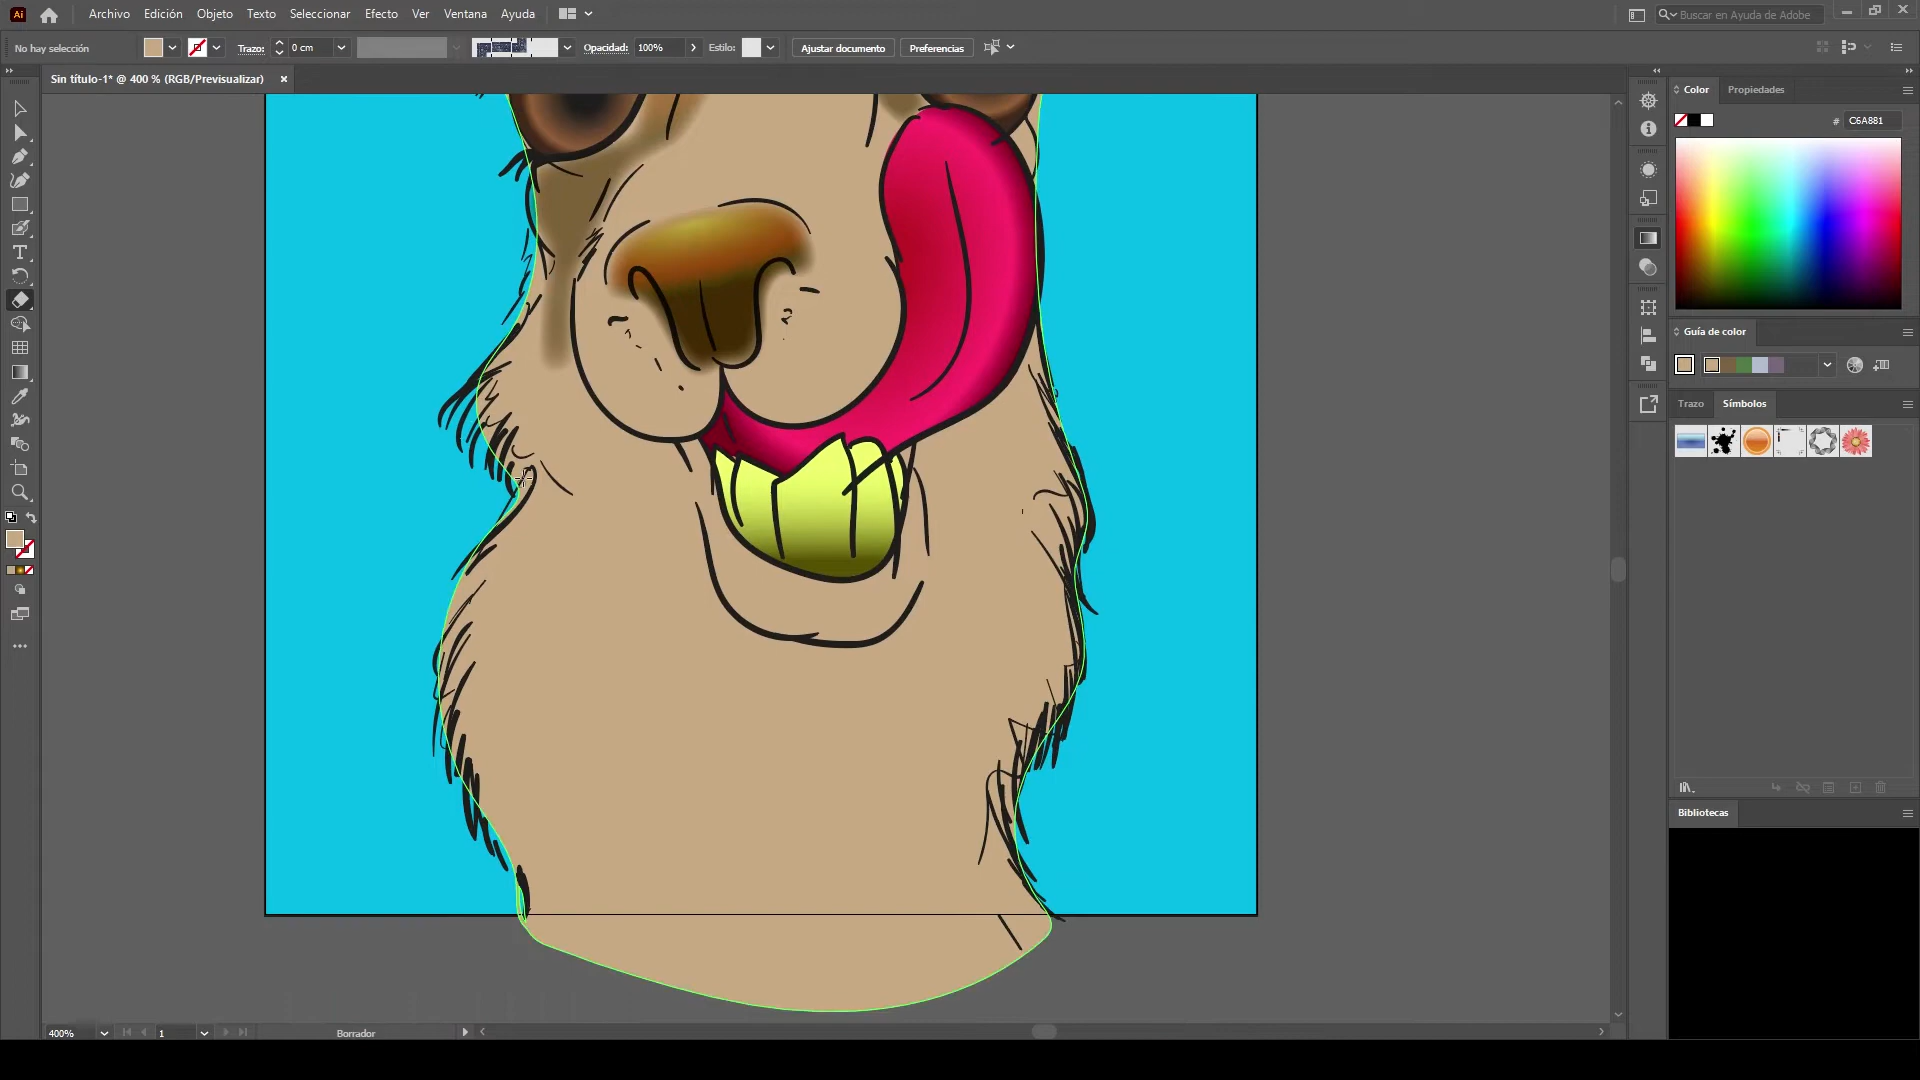 Ai Archivo Edición Objeto Texto Seleccionar Efecto Ver Ventana Ayuda Buscar en Ayuda de Adobe
No hay selección Trazo: 0 cm Opacidad: 100% Estilo: Ajustar documento Preferencias
Sin título-1* @ 400 % (RGB/Previsualizar)
Color Propiedades
# C6A881
Guía de color
Trazo Símbolos
Bibliotecas
400% 1 Borrador